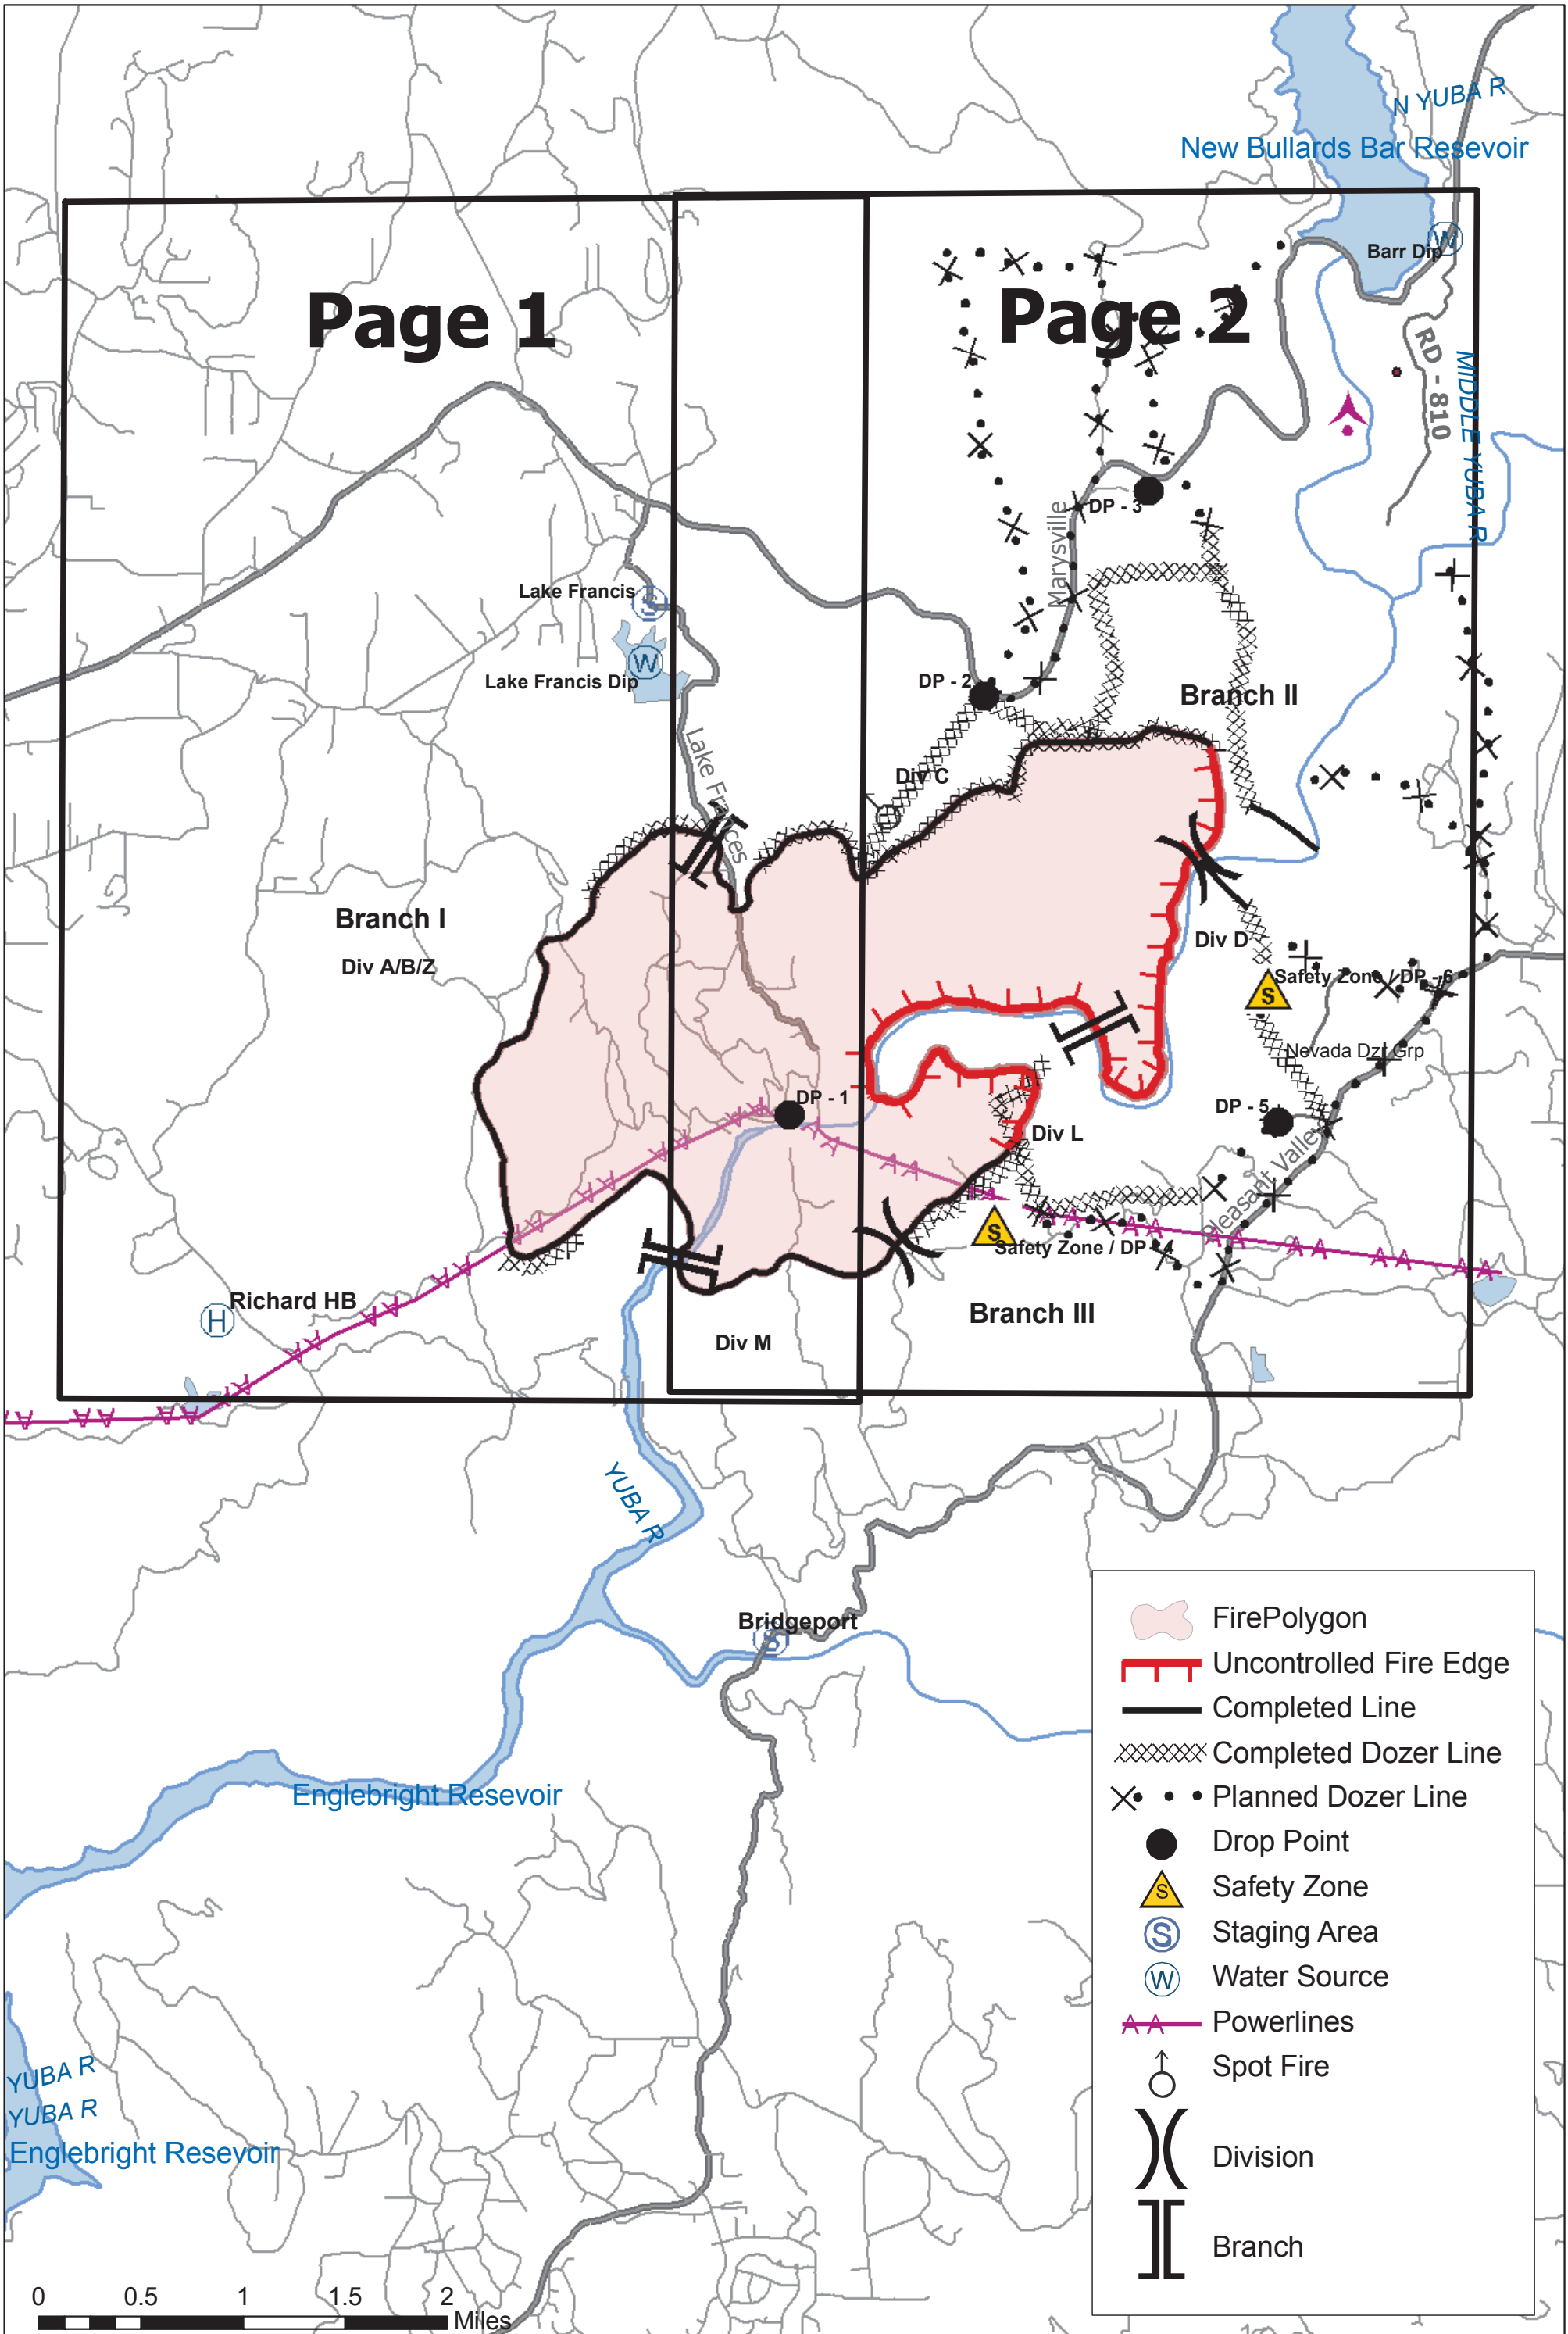 N YUBA R
New Bullards Bar Resevoir
Barr Dip
W
Page 1
Page 2
RD - 810
MIDDLE YUBA R
DP - 3
Marysville
Lake Francis
S
W
Lake Francis Dip
DP - 2
Branch II
Lake Frances
Div C
Branch I
Div A/B/Z
Div D
Safety Zone / DP - 6
S
Nevada Dzr Grp
DP - 1
DP - 5
Div L
Pleasant Valley
S
Safety Zone / DP - 4
Richard HB
H
Branch III
Div M
YUBA R
Bridgeport
S
Englebright Resevoir
YUBA R
YUBA R
Englebright Resevoir
FirePolygon
Uncontrolled Fire Edge
Completed Line
Completed Dozer Line
Planned Dozer Line
Drop Point
S Safety Zone
S Staging Area
W Water Source
Powerlines
Spot Fire
Division
Branch
0 0.5 1 1.5 2
Miles